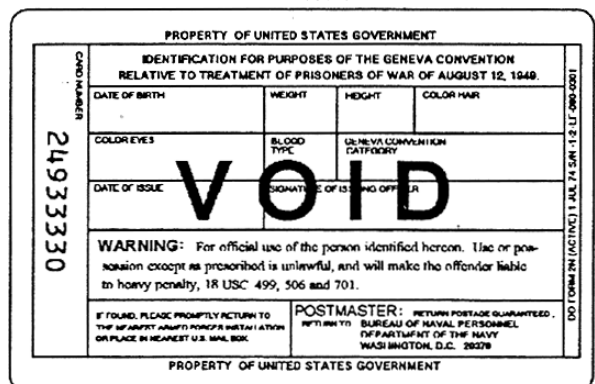 PROPERTY OF UNITED STATES GOVERNMENT
CARD NUMBER
24933330
IDENTIFICATION FOR PURPOSES OF THE GENEVA CONVENTION
RELATIVE TO TREATMENT OF PRISONERS OF WAR OF AUGUST 12, 1949.
DATE OF BIRTH WEIGHT HEIGHT COLOR HAIR
COLOR EYES BLOOD TYPE GENEVA CONVENTION CATEGORY
DATE OF ISSUE SIGNATURE OF ISSUING OFFICER
VOID
WARNING: For official use of the person identified hereon. Use or pos-
session except as prescribed is unlawful, and will make the offender liable
to heavy penalty, 18 USC 499, 506 and 701.
IF FOUND, PLEASE PROMPTLY RETURN TO
THE NEAREST ARMED FORCES INSTALLATION
OR PLACE IN NEAREST U.S. MAIL BOX.
POSTMASTER: RETURN POSTAGE GUARANTEED.
RETURN TO BUREAU OF NAVAL PERSONNEL
DEPARTMENT OF THE NAVY
WASHINGTON, D.C. 20370
DD FORM 2N (ACTIVE) 1 JUL 74 S/N -1-2 LF-000-0201
PROPERTY OF UNITED STATES GOVERNMENT